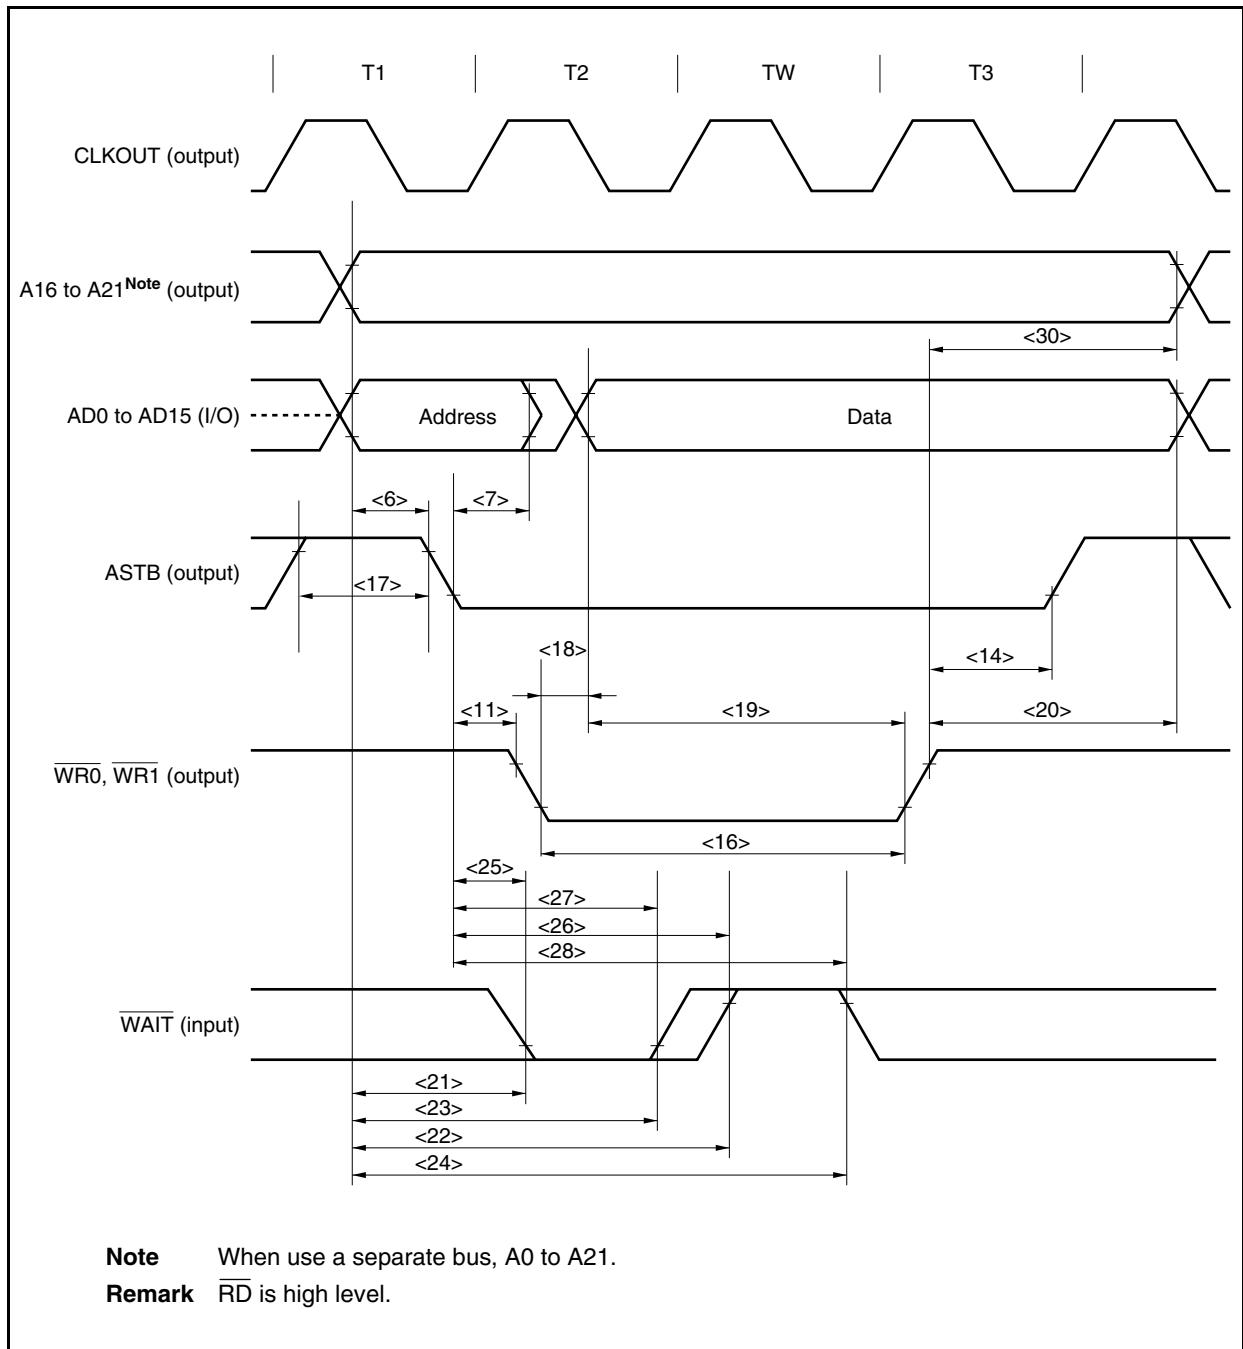 T1 T2 TW T3
CLKOUT (output)
A16 to A21Note (output)
<30>
AD0 to AD15 (I/O)
Address
Data
<6> <7>
ASTB (output)
<17>
<18>
<14>
<11>
<19>
<20>
WR0, WR1 (output)
<16>
<25>
<27>
<26>
<28>
WAIT (input)
<21>
<23>
<22>
<24>
Note When use a separate bus, A0 to A21.
Remark RD is high level.